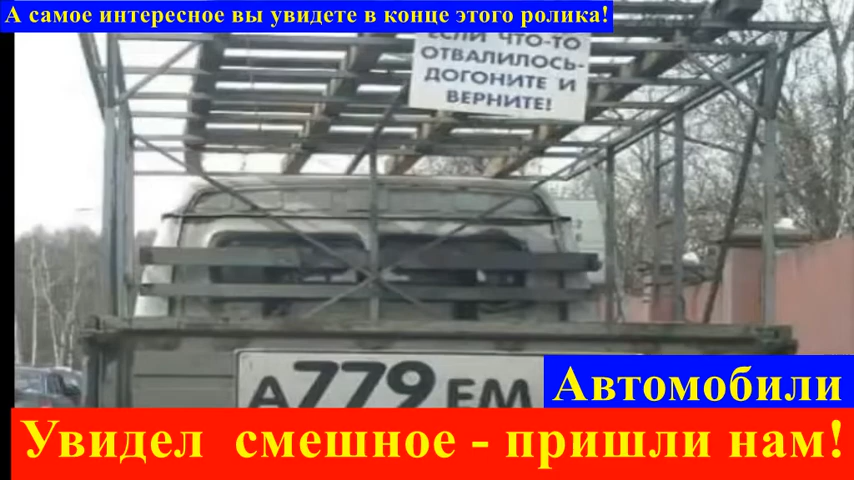 А самое интересное вы увидете в конце этого ролика!
ЕСЛИ ЧТО-ТО
ОТВАЛИЛОСЬ-
ДОГОНИТЕ И
ВЕРНИТЕ!
А779ЕМ
Автомобили
Увидел смешное - пришли нам!